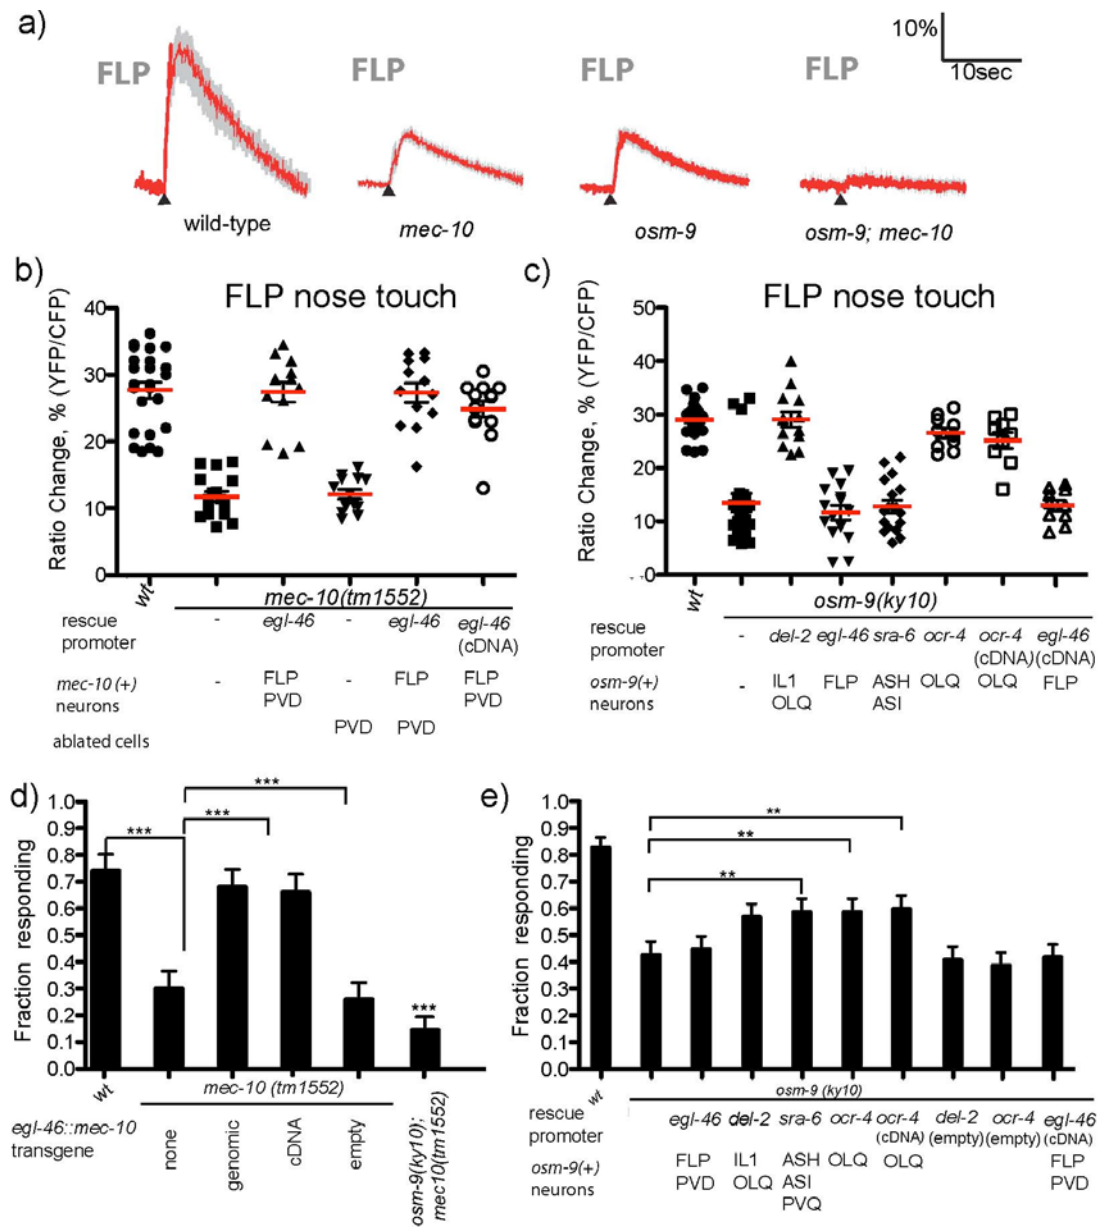 a)
FLP
FLP
FLP
FLP
10%
10sec
wild-type
mec-10
osm-9
osm-9; mec-10
b)
FLP nose touch
Ratio Change, % (YFP/CFP)
40
30
20
10
0
wt
mec-10(tm1552)
rescue promoter
- egl-46 - egl-46 egl-46 (cDNA)
mec-10(+) neurons
- FLP PVD - FLP FLP PVD
ablated cells
PVD PVD
c)
FLP nose touch
Ratio Change, % (YFP/CFP)
50
40
30
20
10
0
wt
osm-9(ky10)
rescue promoter
- del-2 egl-46 sra-6 ocr-4 ocr-4 (cDNA) egl-46 (cDNA)
osm-9(+) neurons
- IL1 OLQ FLP ASH ASI OLQ OLQ FLP
d)
Fraction responding
1.0
0.9
0.8
0.7
0.6
0.5
0.4
0.3
0.2
0.1
0.0
***
***
***
***
wt
mec-10 (tm1552)
egl-46::mec-10 transgene
none
genomic
cDNA
empty
osm-9(ky10);
mec10(tm1552)
e)
Fraction responding
1.0
0.9
0.8
0.7
0.6
0.5
0.4
0.3
0.2
0.1
0.0
**
**
**
wt
osm-9 (ky10)
rescue promoter
egl-46 del-2 sra-6 ocr-4 ocr-4 (cDNA) del-2 (empty) ocr-4 (empty) egl-46 (cDNA)
osm-9(+) neurons
FLP PVD IL1 OLQ ASH ASI PVQ OLQ OLQ FLP PVD